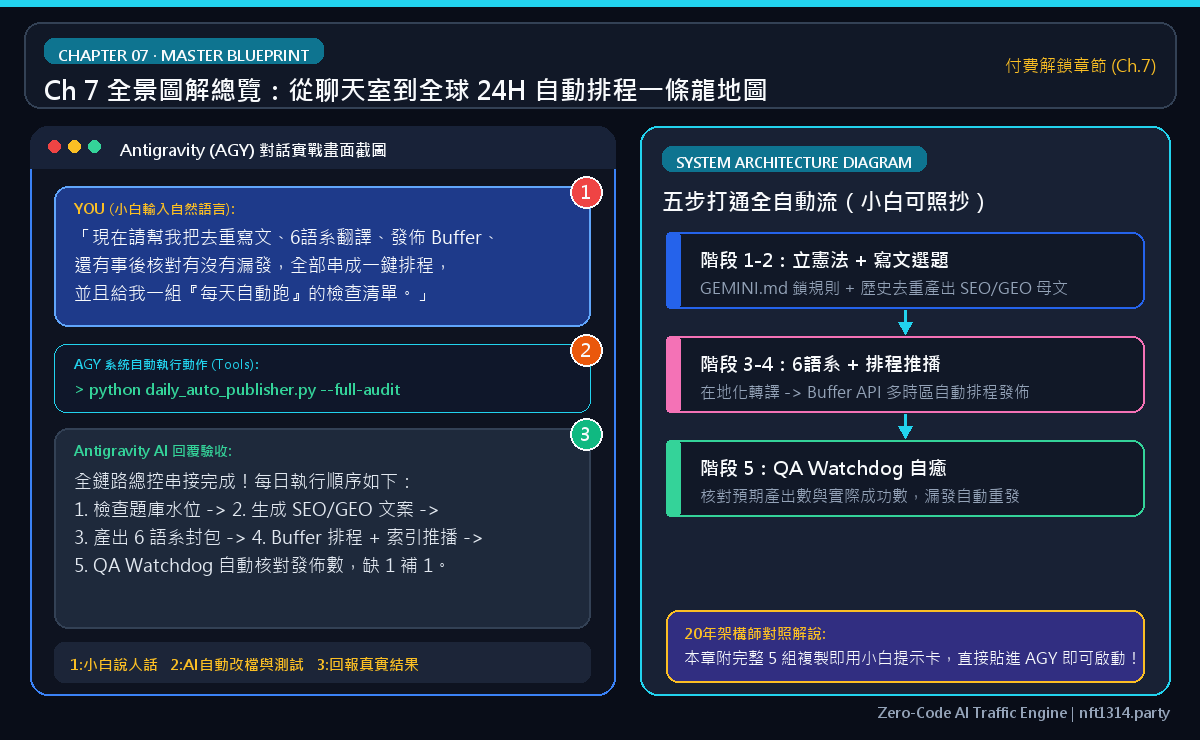 CHAPTER 07 · MASTER BLUEPRINT
Ch 7 全景圖解總覽：從聊天室到全球 24H 自動排程一條龍地圖
付費解鎖章節 (Ch.7)
Antigravity (AGY) 對話實戰畫面截圖
1
YOU (小白輸入自然語言):
「現在請幫我把去重寫文、6語系翻譯、發佈 Buffer、
還有事後核對有沒有漏發，全部串成一鍵排程，
並且給我一組『每天自動跑』的檢查清單。」
2
AGY 系統自動執行動作 (Tools):
> python daily_auto_publisher.py --full-audit
3
Antigravity AI 回覆驗收:
全鏈路總控串接完成！每日執行順序如下：
1. 檢查題庫水位 -> 2. 生成 SEO/GEO 文案 ->
3. 產出 6 語系封包 -> 4. Buffer 排程 + 索引推播 ->
5. QA Watchdog 自動核對發佈數，缺 1 補 1。
1:小白說人話 2:AI自動改檔與測試 3:回報真實結果
SYSTEM ARCHITECTURE DIAGRAM
五步打通全自動流（小白可照抄）
階段 1-2：立憲法 + 寫文選題
GEMINI.md 鎖規則 + 歷史去重產出 SEO/GEO 母文
階段 3-4：6語系 + 排程推播
在地化轉譯 -> Buffer API 多時區自動排程發佈
階段 5：QA Watchdog 自癒
核對預期產出數與實際成功數，漏發自動重發
20年架構師對照解說:
本章附完整 5 組複製即用小白提示卡，直接貼進 AGY 即可啟動！
Zero-Code AI Traffic Engine | nft1314.party